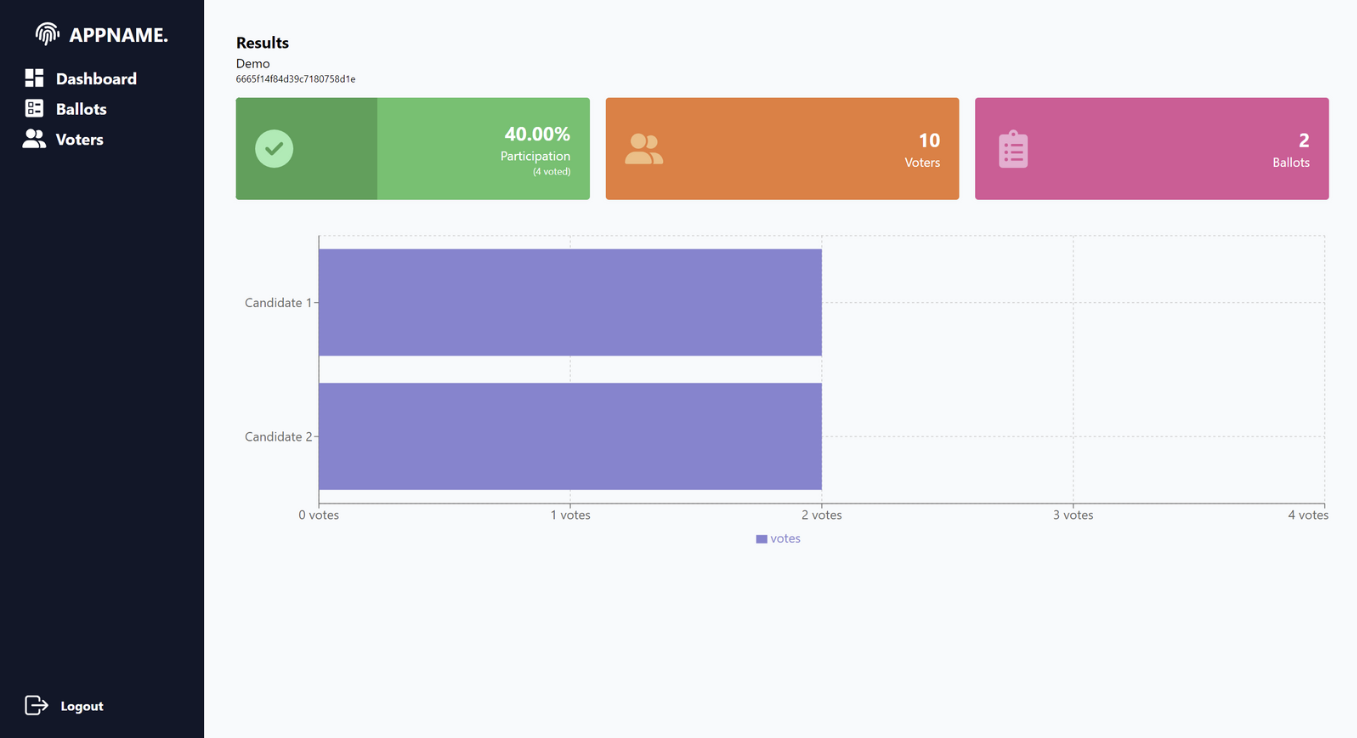 APPNAME.
Dashboard
Ballots
Voters
Logout
Results
Demo
6665f14f84d39c7180758d1e
40.00%
Participation
(4 voted)
10
Voters
2
Ballots
Candidate 1
Candidate 2
0 votes 1 votes 2 votes 3 votes 4 votes
votes